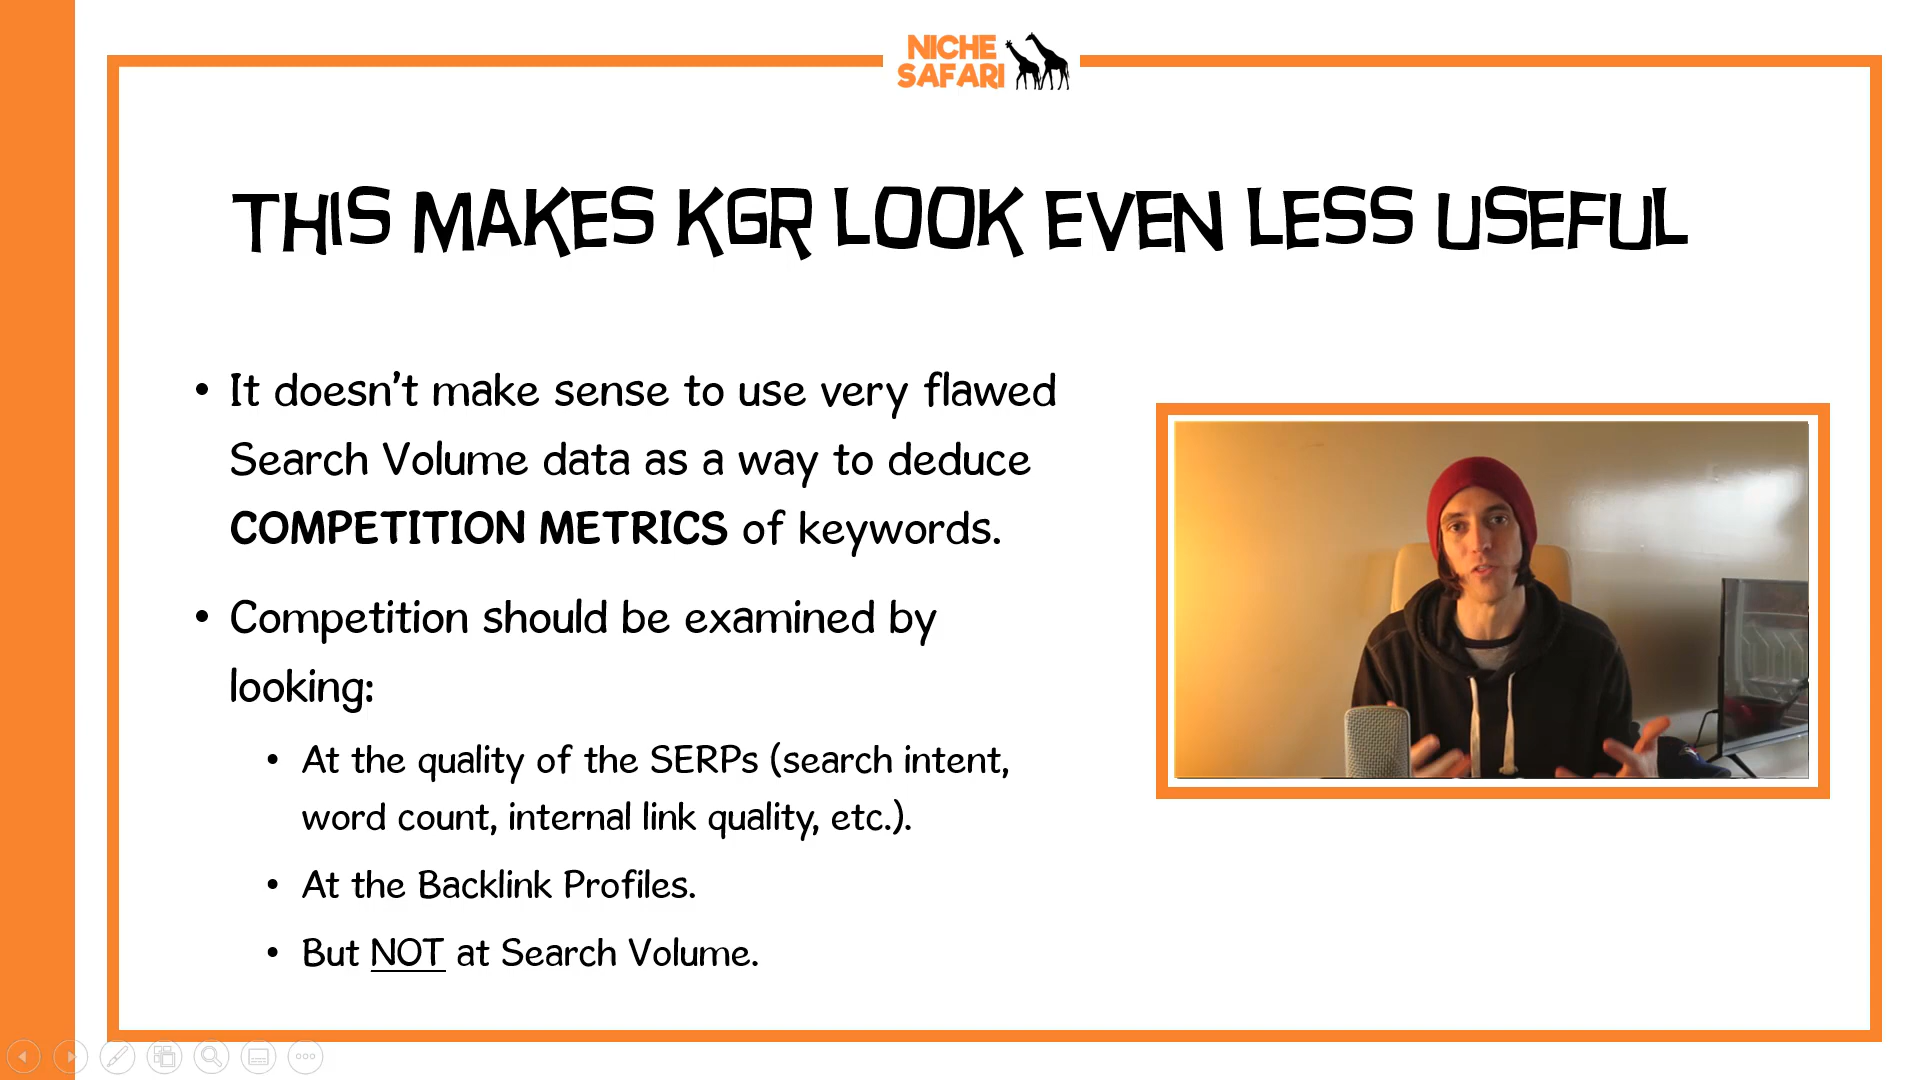 NICHE
SAFARI
THIS MAKES KGR LOOK EVEN LESS USEFUL
• It doesn't make sense to use very flawed
Search Volume data as a way to deduce
COMPETITION METRICS of keywords.
• Competition should be examined by
looking:
• At the quality of the SERPs (search intent,
word count, internal link quality, etc.).
• At the Backlink Profiles.
• But NOT at Search Volume.